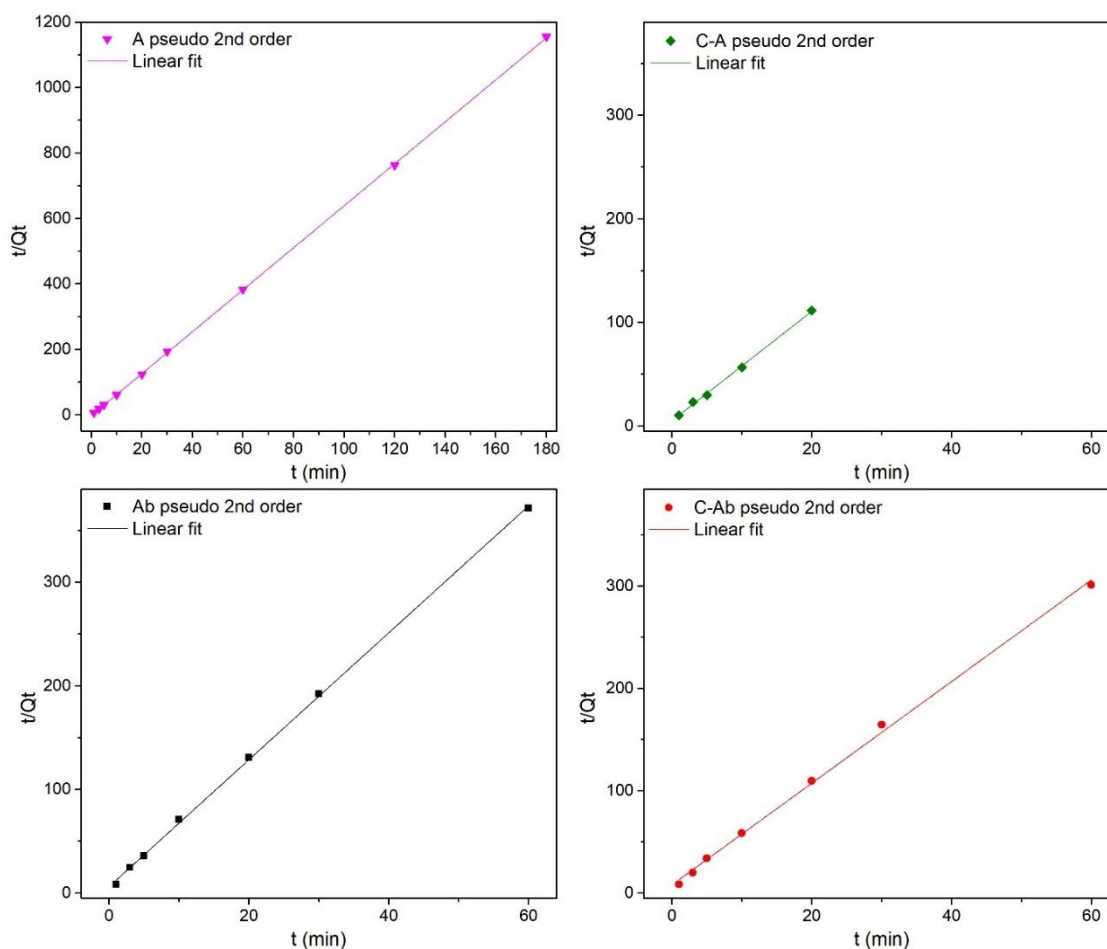 A pseudo 2nd order
Linear fit
1200
1000
800
600
400
200
0
t/Qt
0 20 40 60 80 100 120 140 160 180
t (min)
C-A pseudo 2nd order
Linear fit
300
200
100
0
t/Qt
0 20 40 60
t (min)
Ab pseudo 2nd order
Linear fit
300
200
100
0
t/Qt
0 20 40 60
t (min)
C-Ab pseudo 2nd order
Linear fit
300
200
100
0
t/Qt
0 20 40 60
t (min)